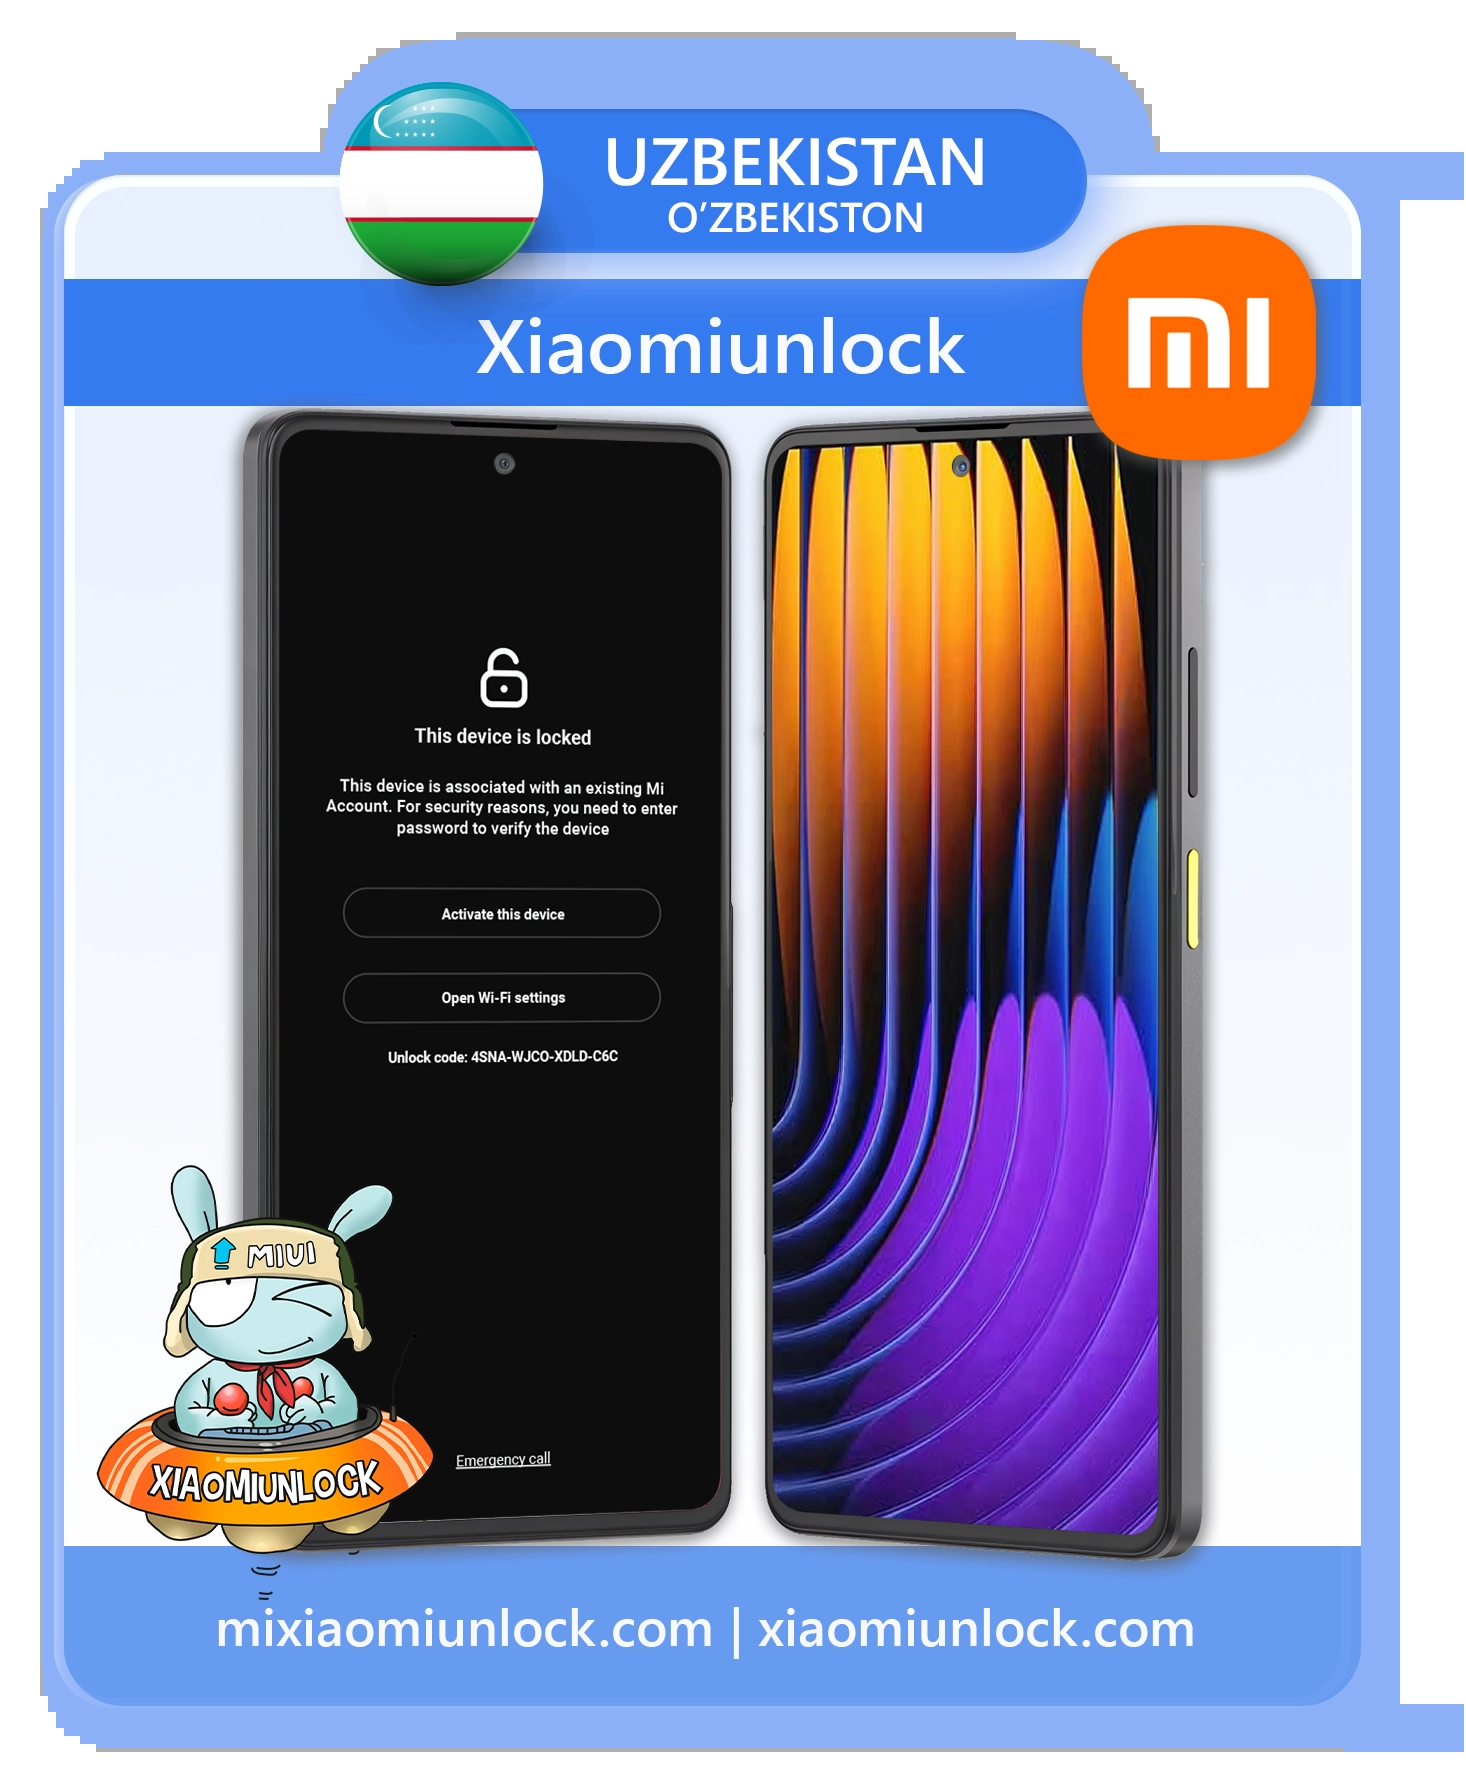 UZBEKISTAN
O’ZBEKISTON
Xiaomiunlock
mi
This device is locked
This device is associated with an existing Mi
Account. For security reasons, you need to enter
password to verify the device
Activate this device
Open Wi-Fi settings
Unlock code: 4SNA-WJCO-XDLD-C6C
MIUI
XIAOMIUNLOCK
Emergency call
mixiaomiunlock.com | xiaomiunlock.com